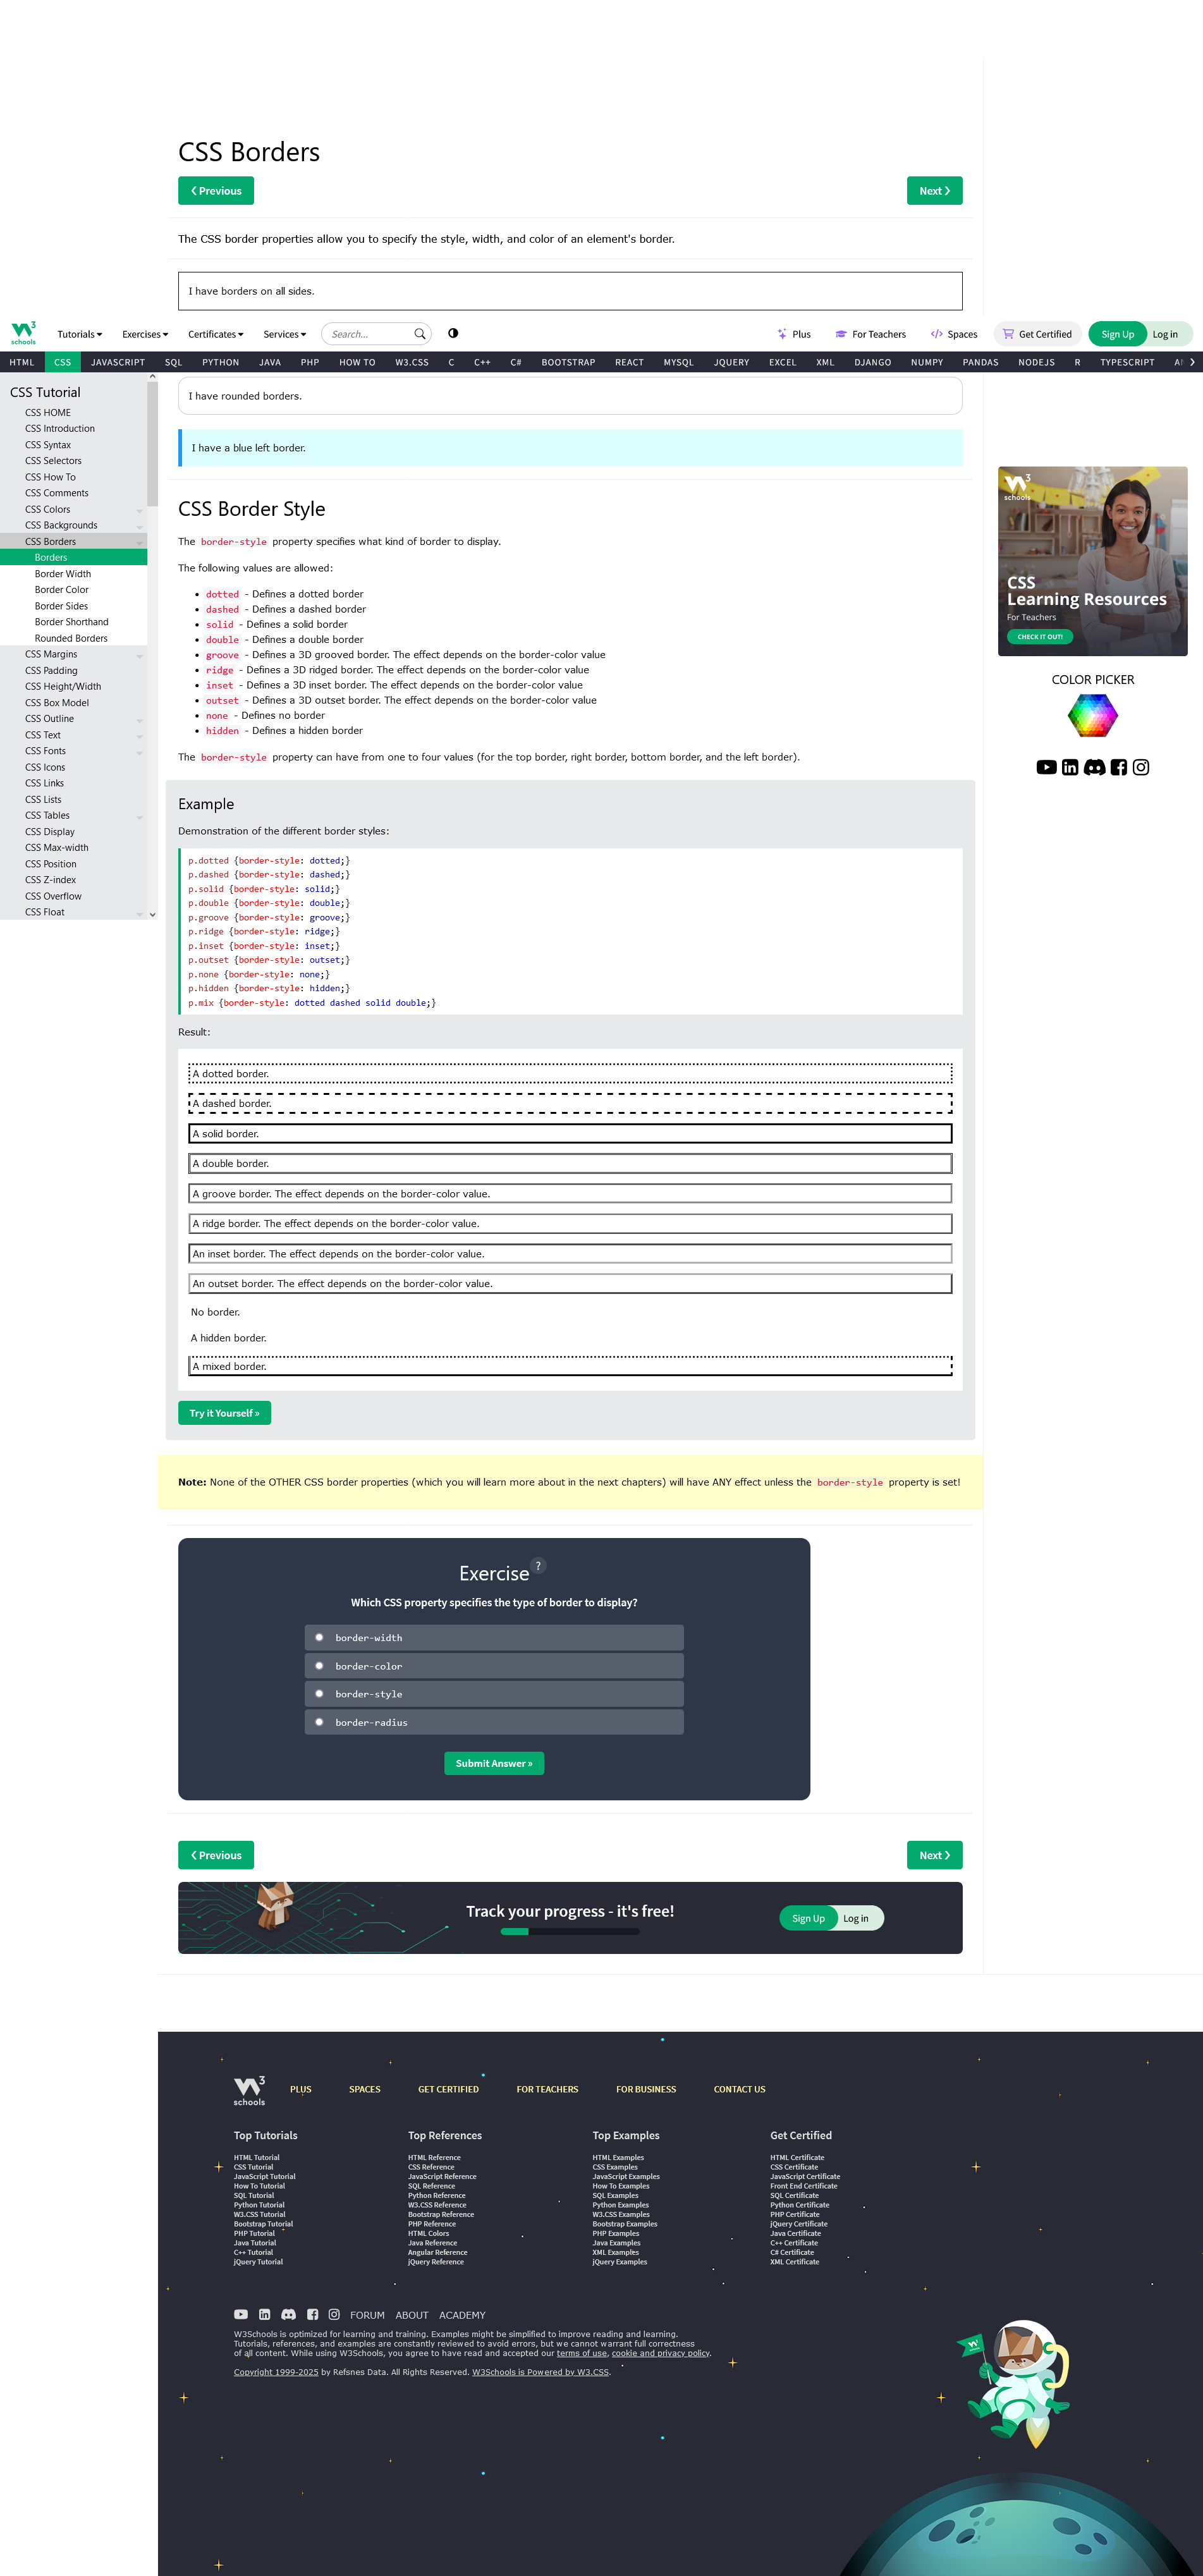 CSS Borders
❮ Previous
Next ❯
The CSS border properties allow you to specify the style, width, and color of an element's border.
I have borders on all sides.
W3 schools
Tutorials
Exercises
Certificates
Services
Search...
Plus
For Teachers
Spaces
Get Certified
Sign Up
Log in
HTML
CSS
JAVASCRIPT
SQL
PYTHON
JAVA
PHP
HOW TO
W3.CSS
C
C++
C#
BOOTSTRAP
REACT
MYSQL
JQUERY
EXCEL
XML
DJANGO
NUMPY
PANDAS
NODEJS
R
TYPESCRIPT
CSS Tutorial
CSS HOME
CSS Introduction
CSS Syntax
CSS Selectors
CSS How To
CSS Comments
CSS Colors
CSS Backgrounds
CSS Borders
Borders
Border Width
Border Color
Border Sides
Border Shorthand
Rounded Borders
CSS Margins
CSS Padding
CSS Height/Width
CSS Box Model
CSS Outline
CSS Text
CSS Fonts
CSS Icons
CSS Links
CSS Lists
CSS Tables
CSS Display
CSS Max-width
CSS Position
CSS Z-index
CSS Overflow
CSS Float
I have rounded borders.
I have a blue left border.
CSS Border Style
The border-style property specifies what kind of border to display.
The following values are allowed:
• dotted - Defines a dotted border
• dashed - Defines a dashed border
• solid - Defines a solid border
• double - Defines a double border
• groove - Defines a 3D grooved border. The effect depends on the border-color value
• ridge - Defines a 3D ridged border. The effect depends on the border-color value
• inset - Defines a 3D inset border. The effect depends on the border-color value
• outset - Defines a 3D outset border. The effect depends on the border-color value
• none - Defines no border
• hidden - Defines a hidden border
The border-style property can have from one to four values (for the top border, right border, bottom border, and the left border).
Example
Demonstration of the different border styles:
p.dotted {border-style: dotted;}
p.dashed {border-style: dashed;}
p.solid {border-style: solid;}
p.double {border-style: double;}
p.groove {border-style: groove;}
p.ridge {border-style: ridge;}
p.inset {border-style: inset;}
p.outset {border-style: outset;}
p.none {border-style: none;}
p.hidden {border-style: hidden;}
p.mix {border-style: dotted dashed solid double;}
Result:
A dotted border.
A dashed border.
A solid border.
A double border.
A groove border. The effect depends on the border-color value.
A ridge border. The effect depends on the border-color value.
An inset border. The effect depends on the border-color value.
An outset border. The effect depends on the border-color value.
No border.
A hidden border.
A mixed border.
Try it Yourself »
Note: None of the OTHER CSS border properties (which you will learn more about in the next chapters) will have ANY effect unless the border-style property is set!
Exercise ?
Which CSS property specifies the type of border to display?
border-width
border-color
border-style
border-radius
Submit Answer »
❮ Previous
Next ❯
Track your progress - it's free!
Sign Up
Log in
W3 schools
CSS
Learning Resources
For Teachers
CHECK IT OUT!
COLOR PICKER
W3 schools
PLUS
SPACES
GET CERTIFIED
FOR TEACHERS
FOR BUSINESS
CONTACT US
Top Tutorials
HTML Tutorial
CSS Tutorial
JavaScript Tutorial
How To Tutorial
SQL Tutorial
Python Tutorial
W3.CSS Tutorial
Bootstrap Tutorial
PHP Tutorial
Java Tutorial
C++ Tutorial
jQuery Tutorial
Top References
HTML Reference
CSS Reference
JavaScript Reference
SQL Reference
Python Reference
W3.CSS Reference
Bootstrap Reference
PHP Reference
HTML Colors
Java Reference
Angular Reference
jQuery Reference
Top Examples
HTML Examples
CSS Examples
JavaScript Examples
How To Examples
SQL Examples
Python Examples
W3.CSS Examples
Bootstrap Examples
PHP Examples
Java Examples
XML Examples
jQuery Examples
Get Certified
HTML Certificate
CSS Certificate
JavaScript Certificate
Front End Certificate
SQL Certificate
Python Certificate
PHP Certificate
jQuery Certificate
Java Certificate
C++ Certificate
C# Certificate
XML Certificate
FORUM
ABOUT
ACADEMY
W3Schools is optimized for learning and training. Examples might be simplified to improve reading and learning.
Tutorials, references, and examples are constantly reviewed to avoid errors, but we cannot warrant full correctness
of all content. While using W3Schools, you agree to have read and accepted our terms of use, cookie and privacy policy.
Copyright 1999-2025 by Refsnes Data. All Rights Reserved. W3Schools is Powered by W3.CSS.